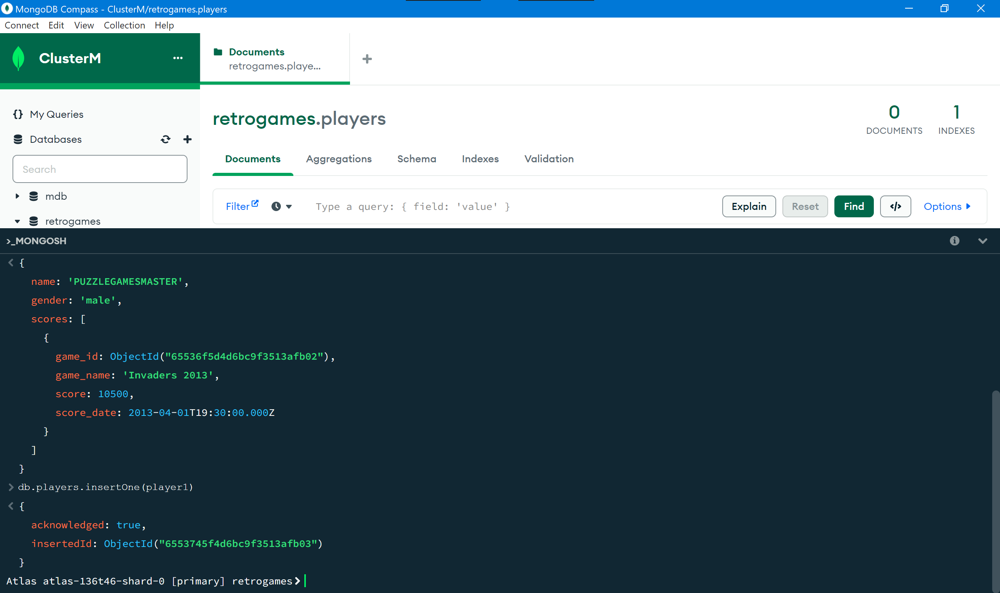 MongoDB Compass - ClusterM/retrogames.players
Connect Edit View Collection Help
ClusterM
Documents
retrogames.playe...
My Queries
Databases
Search
mdb
retrogames
retrogames.players
0
DOCUMENTS
1
INDEXES
Documents Aggregations Schema Indexes Validation
Filter Type a query: { field: 'value' } Explain Reset Find </> Options
>_MONGOSH
< {
name: 'PUZZLEGAMESMASTER',
gender: 'male',
scores: [
{
game_id: ObjectId("65536f5d4d6bc9f3513afb02"),
game_name: 'Invaders 2013',
score: 10500,
score_date: 2013-04-01T19:30:00.000Z
}
]
}
> db.players.insertOne(player1)
< {
acknowledged: true,
insertedId: ObjectId("6553745f4d6bc9f3513afb03")
}
Atlas atlas-136t46-shard-0 [primary] retrogames>